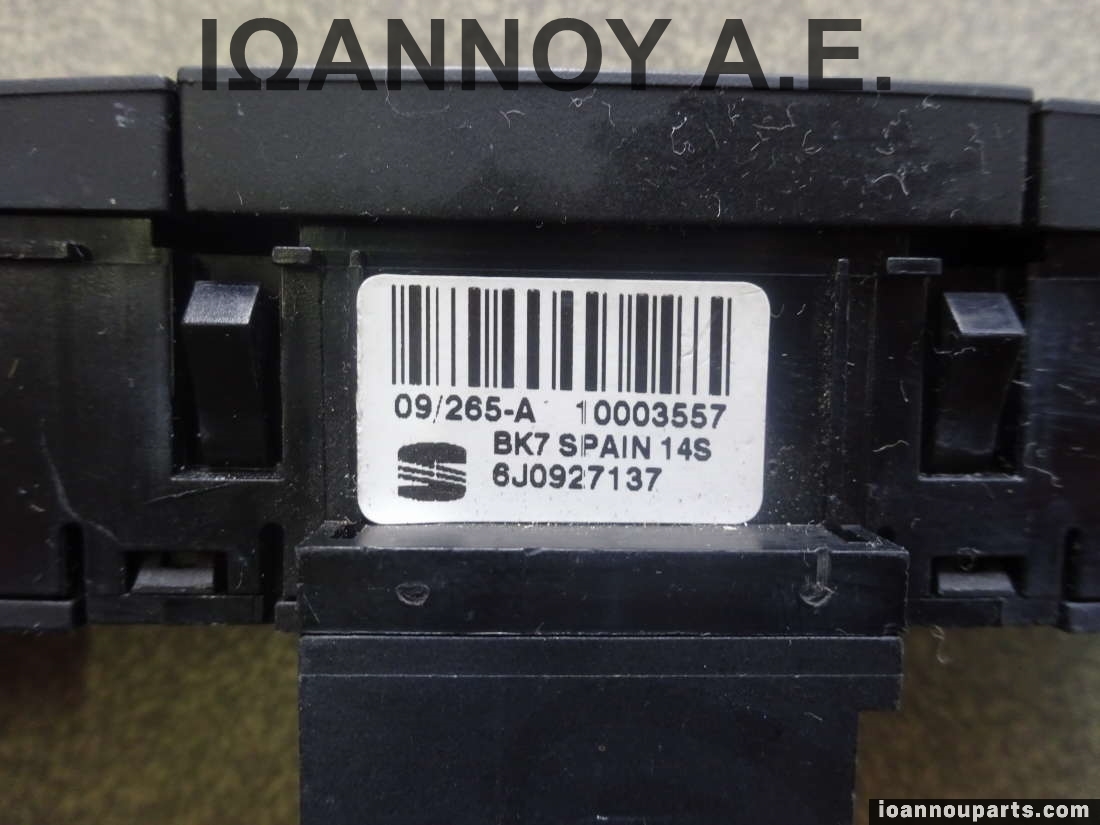 ΙΩΑΝΝΟΥ Α.Ε.
09/265-A 10003557
BK7 SPAIN 14S
6J0927137
ioannouparts.com